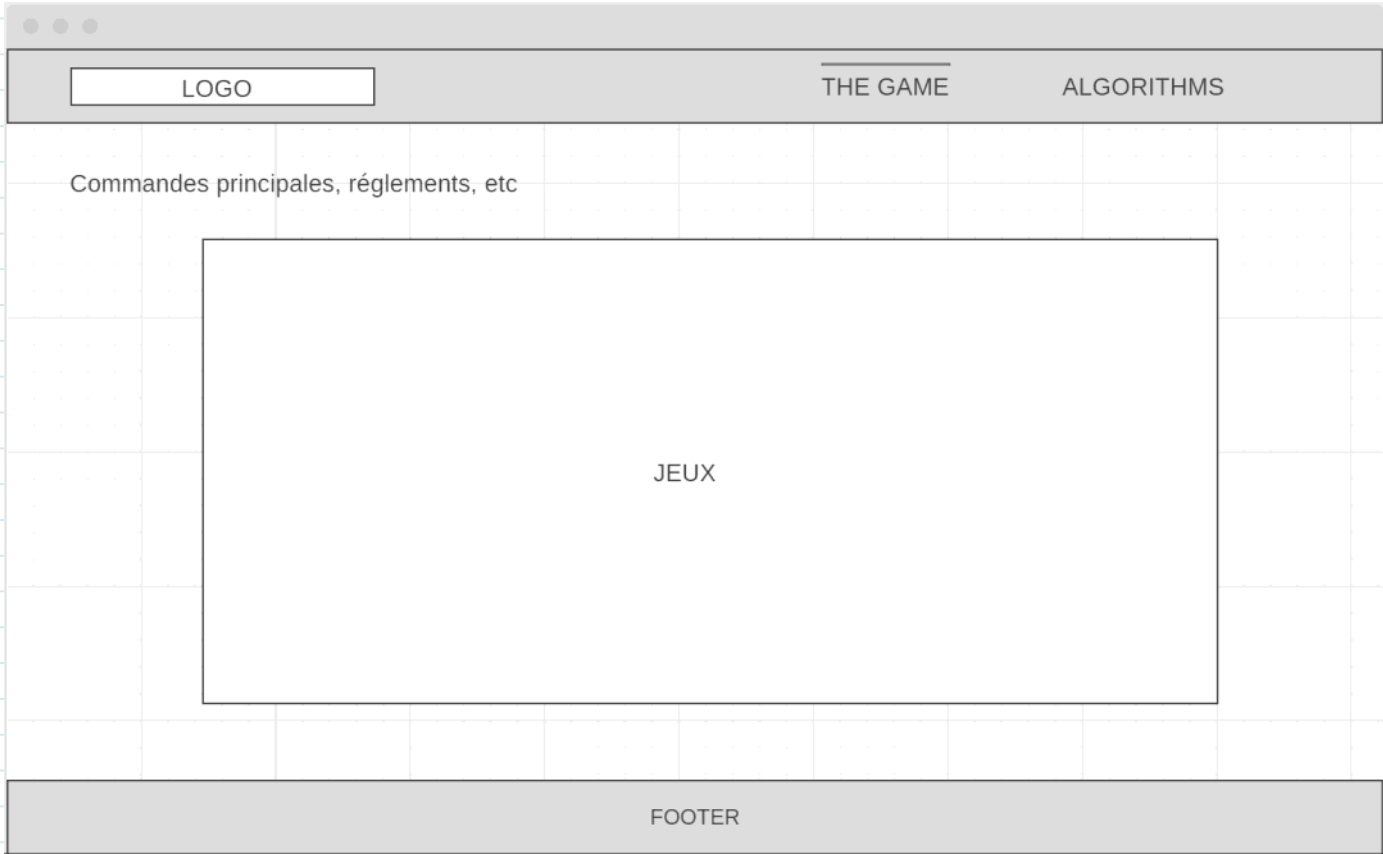 LOGO
THE GAME
ALGORITHMS
Commandes principales, réglements, etc
JEUX
FOOTER